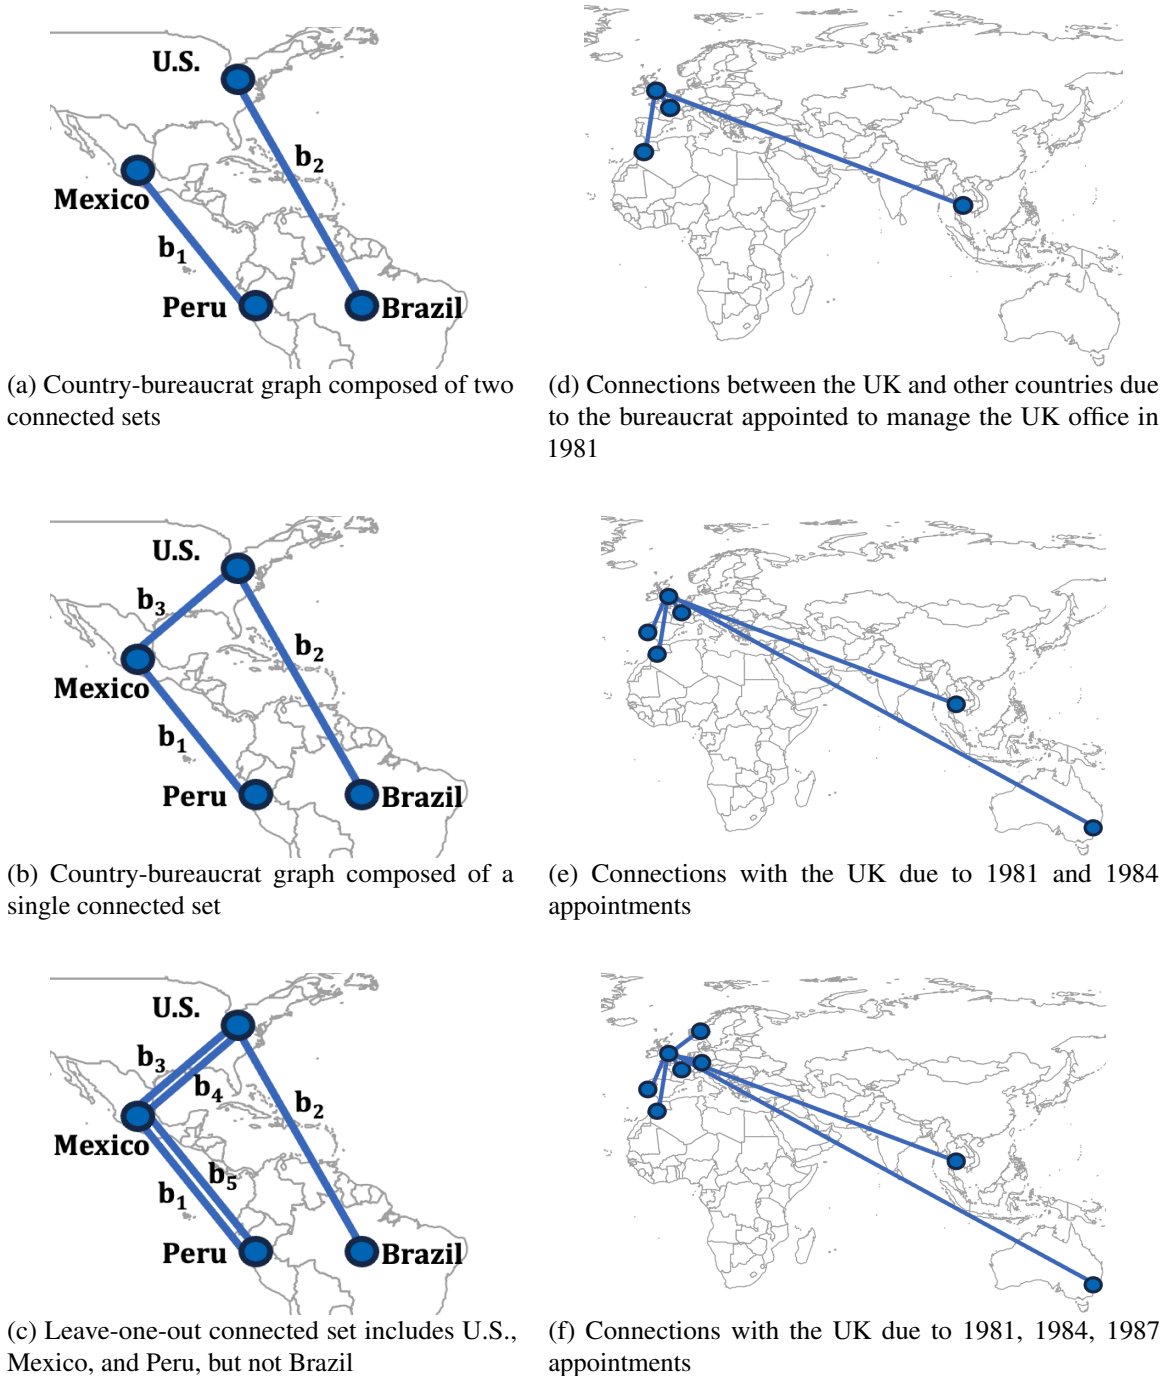 U.S.
b2
Mexico
b1
Peru
Brazil
(a) Country-bureaucrat graph composed of two
connected sets
(d) Connections between the UK and other countries due
to the bureaucrat appointed to manage the UK office in
1981
U.S.
b3
b2
Mexico
b1
Peru
Brazil
(b) Country-bureaucrat graph composed of a
single connected set
(e) Connections with the UK due to 1981 and 1984
appointments
U.S.
b3
b4
b2
Mexico
b5
b1
Peru
Brazil
(c) Leave-one-out connected set includes U.S.,
Mexico, and Peru, but not Brazil
(f) Connections with the UK due to 1981, 1984, 1987
appointments